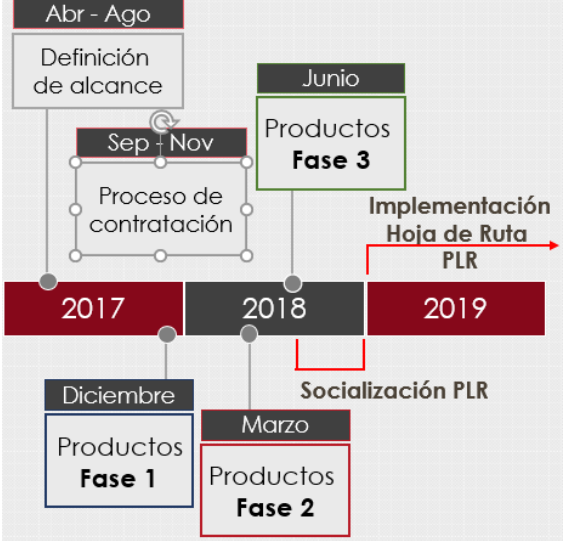 Abr - Ago
Definición
de alcance
Sep - Nov
Proceso de
contratación
Junio
Productos
Fase 3
Implementación
Hoja de Ruta
PLR
2017
2018
2019
Socialización PLR
Diciembre
Productos
Fase 1
Marzo
Productos
Fase 2